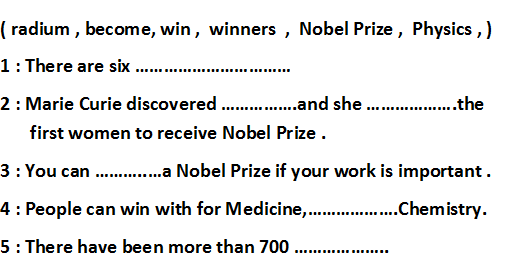 ( radium , become, win , winners , Nobel Prize , Physics , )
1 : There are six ……………………………
2 : Marie Curie discovered …………….and she ……………….the
first women to receive Nobel Prize .
3 : You can …………..a Nobel Prize if your work is important .
4 : People can win with for Medicine,……………….Chemistry.
5 : There have been more than 700 ………………..